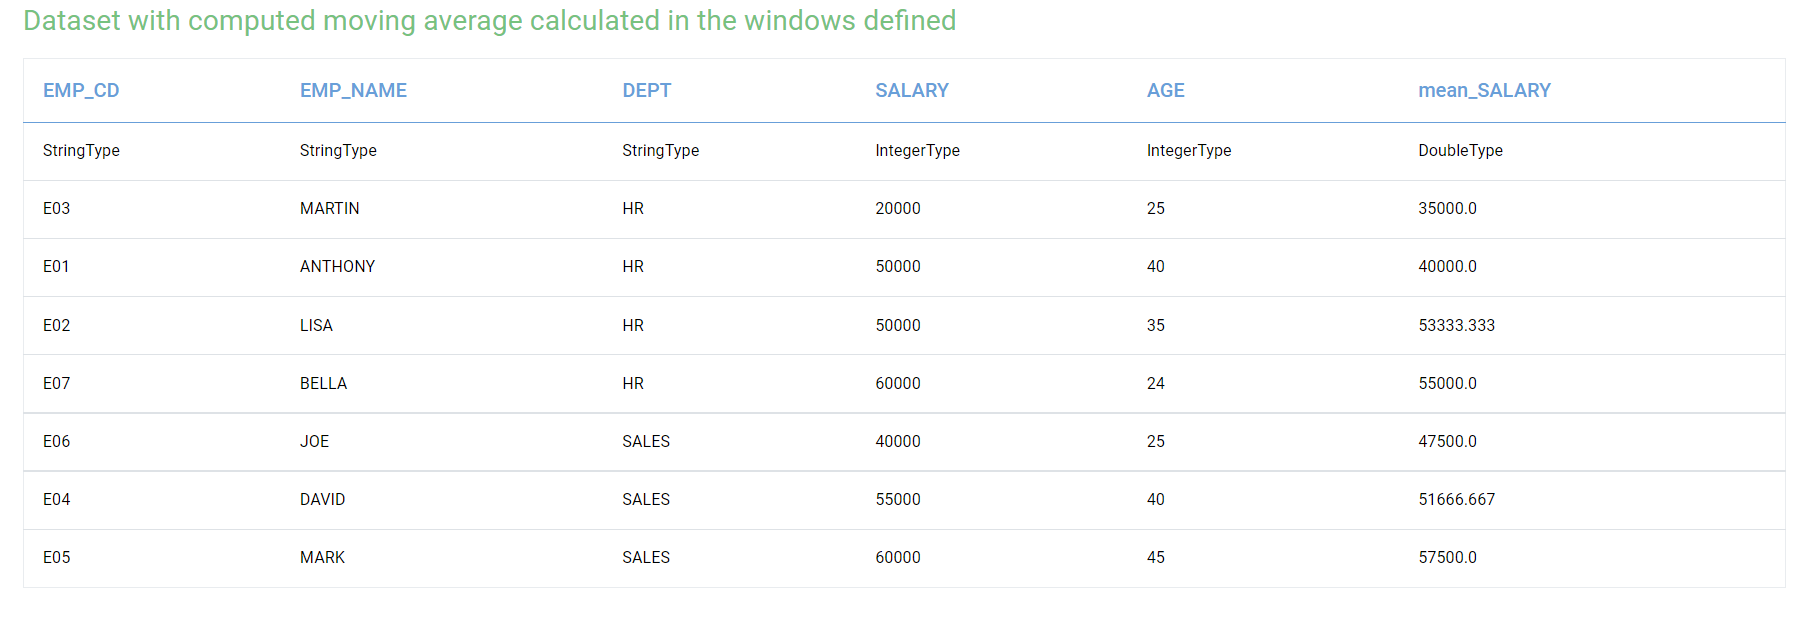 Dataset with computed moving average calculated in the windows defined
EMP_CD EMP_NAME DEPT SALARY AGE mean_SALARY
StringType StringType StringType IntegerType IntegerType DoubleType
E03 MARTIN HR 20000 25 35000.0
E01 ANTHONY HR 50000 40 40000.0
E02 LISA HR 50000 35 53333.333
E07 BELLA HR 60000 24 55000.0
E06 JOE SALES 40000 25 47500.0
E04 DAVID SALES 55000 40 51666.667
E05 MARK SALES 60000 45 57500.0